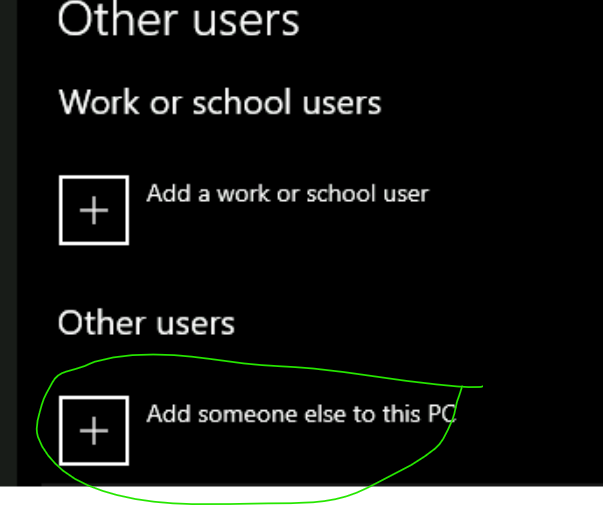 Other users
Work or school users
Add a work or school user
Other users
Add someone else to this PC